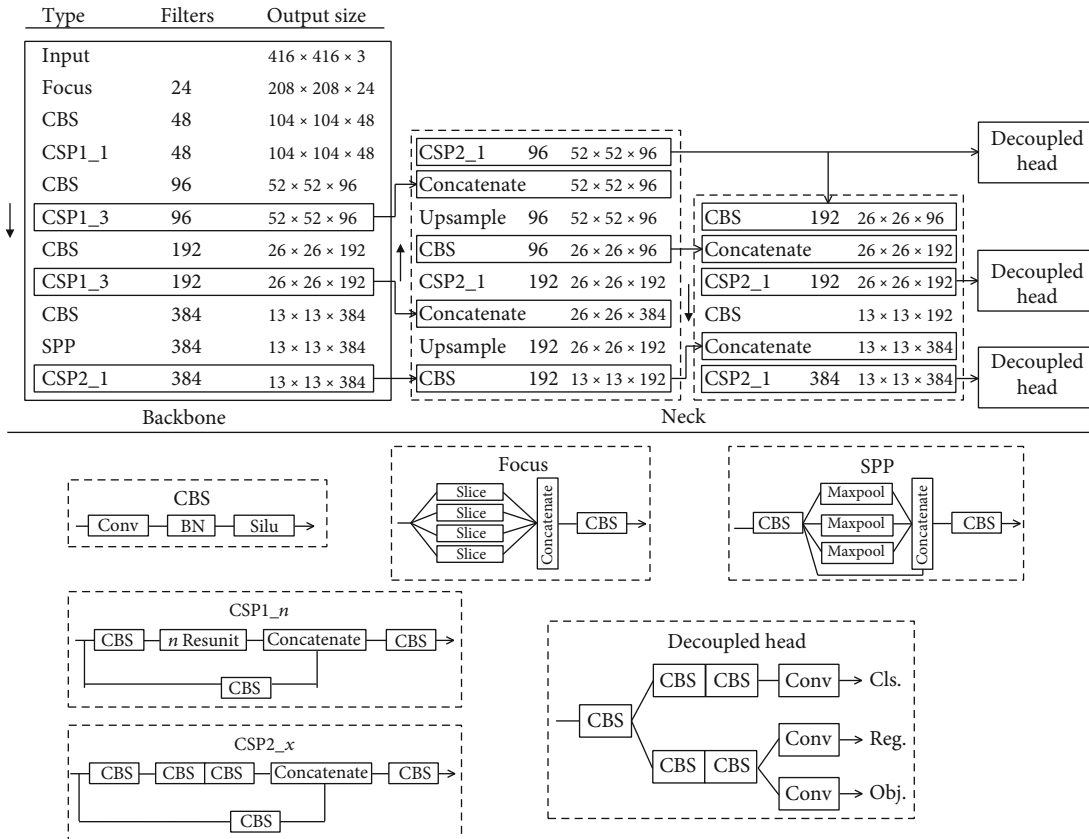 Type Filters Output size
Input 416 × 416 × 3
Focus 24 208 × 208 × 24
CBS 48 104 × 104 × 48
CSP1_1 48 104 × 104 × 48
CBS 96 52 × 52 × 96
CSP1_3 96 52 × 52 × 96
CBS 192 26 × 26 × 192
CSP1_3 192 26 × 26 × 192
CBS 384 13 × 13 × 384
SPP 384 13 × 13 × 384
CSP2_1 384 13 × 13 × 384
Backbone
CSP2_1 96 52 × 52 × 96
Concatenate 52 × 52 × 96
Upsample 96 52 × 52 × 96
CBS 96 26 × 26 × 96
CSP2_1 192 26 × 26 × 192
Concatenate 26 × 26 × 384
Upsample 192 26 × 26 × 192
CBS 192 13 × 13 × 192
CBS 192 26 × 26 × 96
Concatenate 26 × 26 × 192
CSP2_1 192 26 × 26 × 192
CBS 13 × 13 × 192
Concatenate 13 × 13 × 384
CSP2_1 384 13 × 13 × 384
Neck
Decoupled
head
Decoupled
head
Decoupled
head
CBS
Conv BN Silu
Focus
Slice
Slice
Slice
Slice
Concatenate
CBS
SPP
CBS
Maxpool
Maxpool
Maxpool
Concatenate
CBS
CSP1_n
CBS n Resunit Concatenate CBS
CBS
CSP2_x
CBS CBS CBS Concatenate CBS
CBS
Decoupled head
CBS
CBS CBS Conv Cls.
CBS CBS
Conv Reg.
Conv Obj.